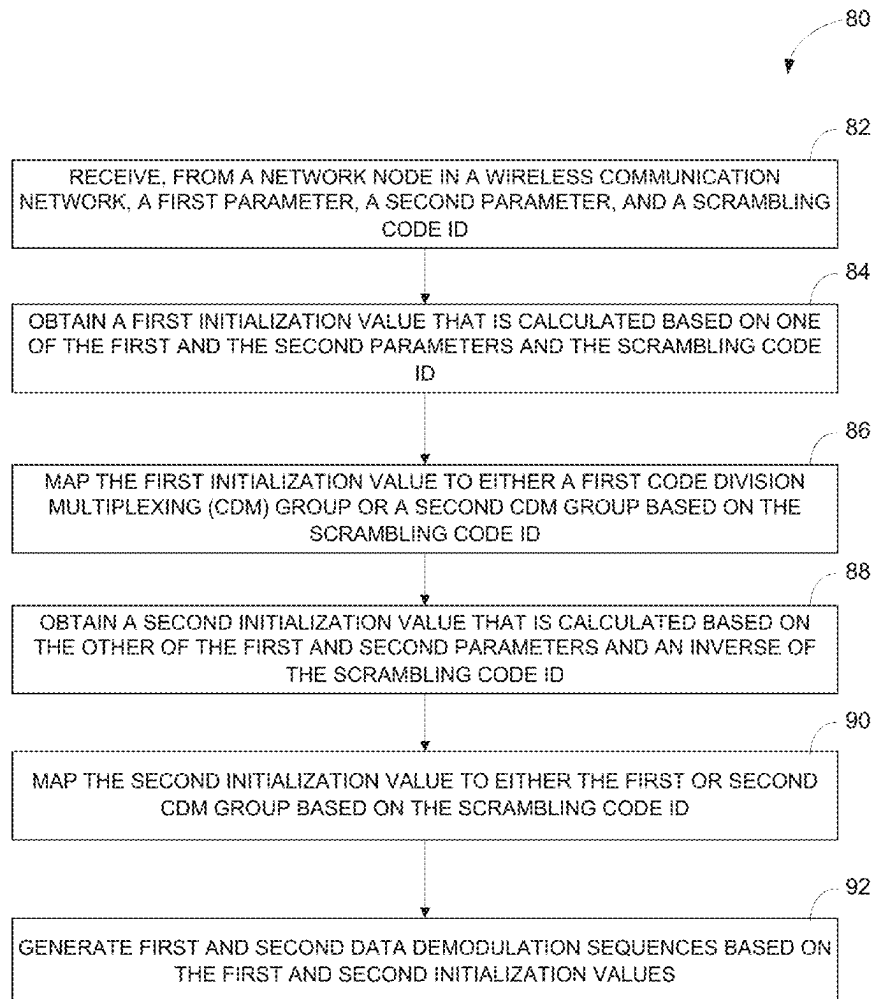 80
82
RECEIVE, FROM A NETWORK NODE IN A WIRELESS COMMUNICATION
NETWORK, A FIRST PARAMETER, A SECOND PARAMETER, AND A SCRAMBLING
CODE ID
84
OBTAIN A FIRST INITIALIZATION VALUE THAT IS CALCULATED BASED ON ONE
OF THE FIRST AND THE SECOND PARAMETERS AND THE SCRAMBLING CODE
ID
86
MAP THE FIRST INITIALIZATION VALUE TO EITHER A FIRST CODE DIVISION
MULTIPLEXING (CDM) GROUP OR A SECOND CDM GROUP BASED ON THE
SCRAMBLING CODE ID
88
OBTAIN A SECOND INITIALIZATION VALUE THAT IS CALCULATED BASED ON
THE OTHER OF THE FIRST AND SECOND PARAMETERS AND AN INVERSE OF
THE SCRAMBLING CODE ID
90
MAP THE SECOND INITIALIZATION VALUE TO EITHER THE FIRST OR SECOND
CDM GROUP BASED ON THE SCRAMBLING CODE ID
92
GENERATE FIRST AND SECOND DATA DEMODULATION SEQUENCES BASED ON
THE FIRST AND SECOND INITIALIZATION VALUES